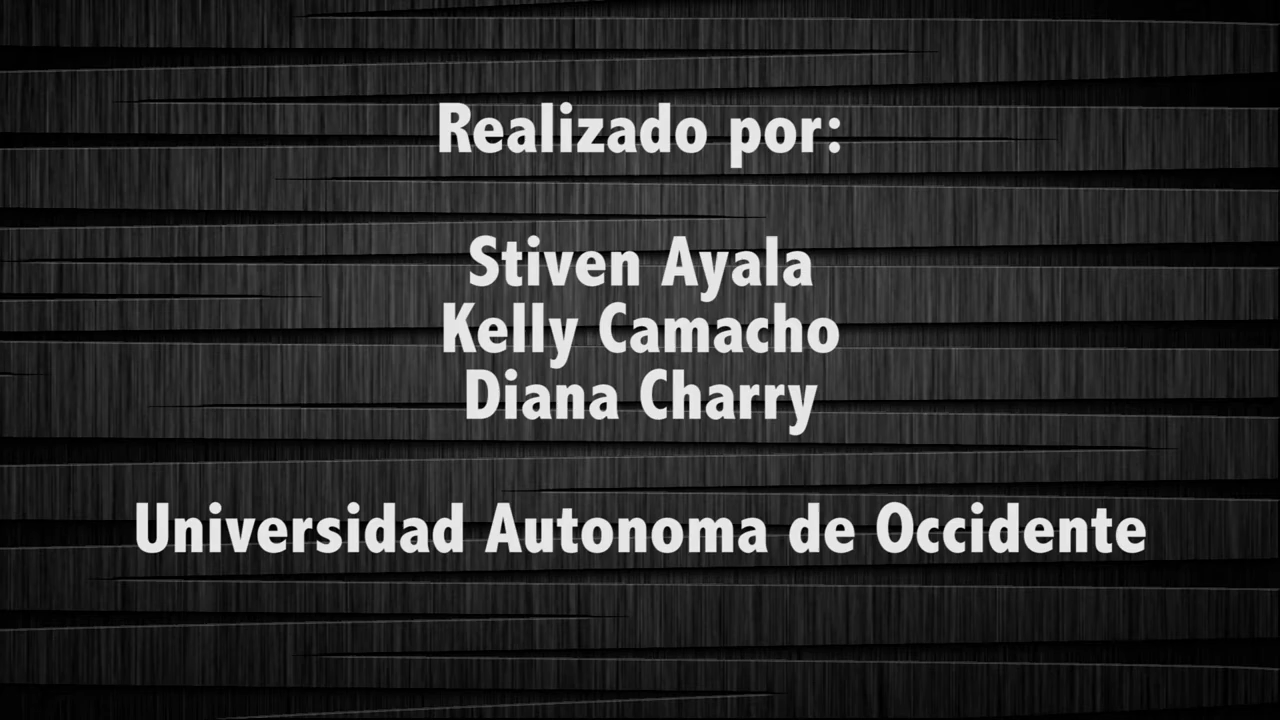 Realizado por:
Stiven Ayala
Kelly Camacho
Diana Charry
Universidad Autonoma de Occidente